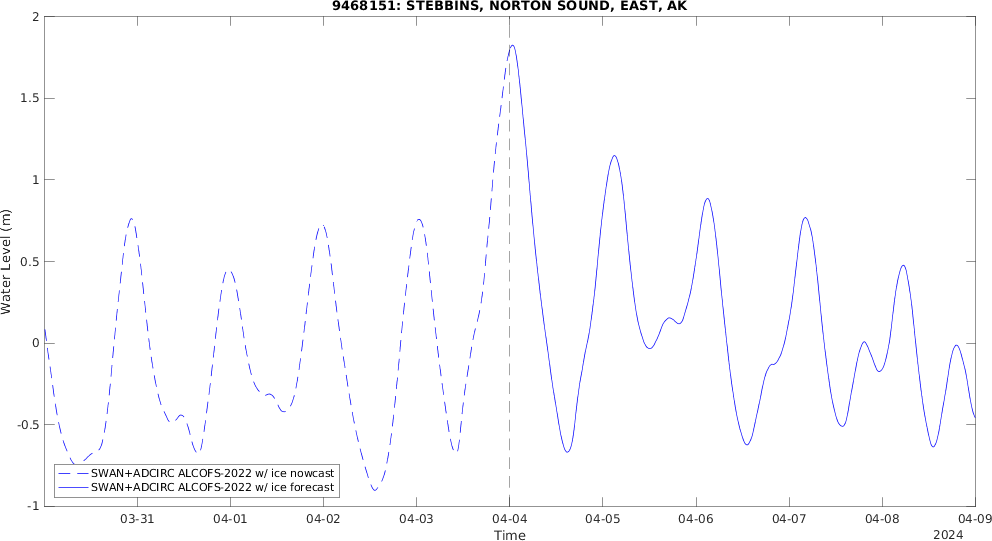 9468151: STEBBINS, NORTON SOUND, EAST, AK
2
1.5
1
0.5
0
-0.5
-1
Water Level (m)
SWAN+ADCIRC ALCOFS-2022 w/ ice nowcast
SWAN+ADCIRC ALCOFS-2022 w/ ice forecast
03-31 04-01 04-02 04-03 04-04 04-05 04-06 04-07 04-08 04-09
Time
2024